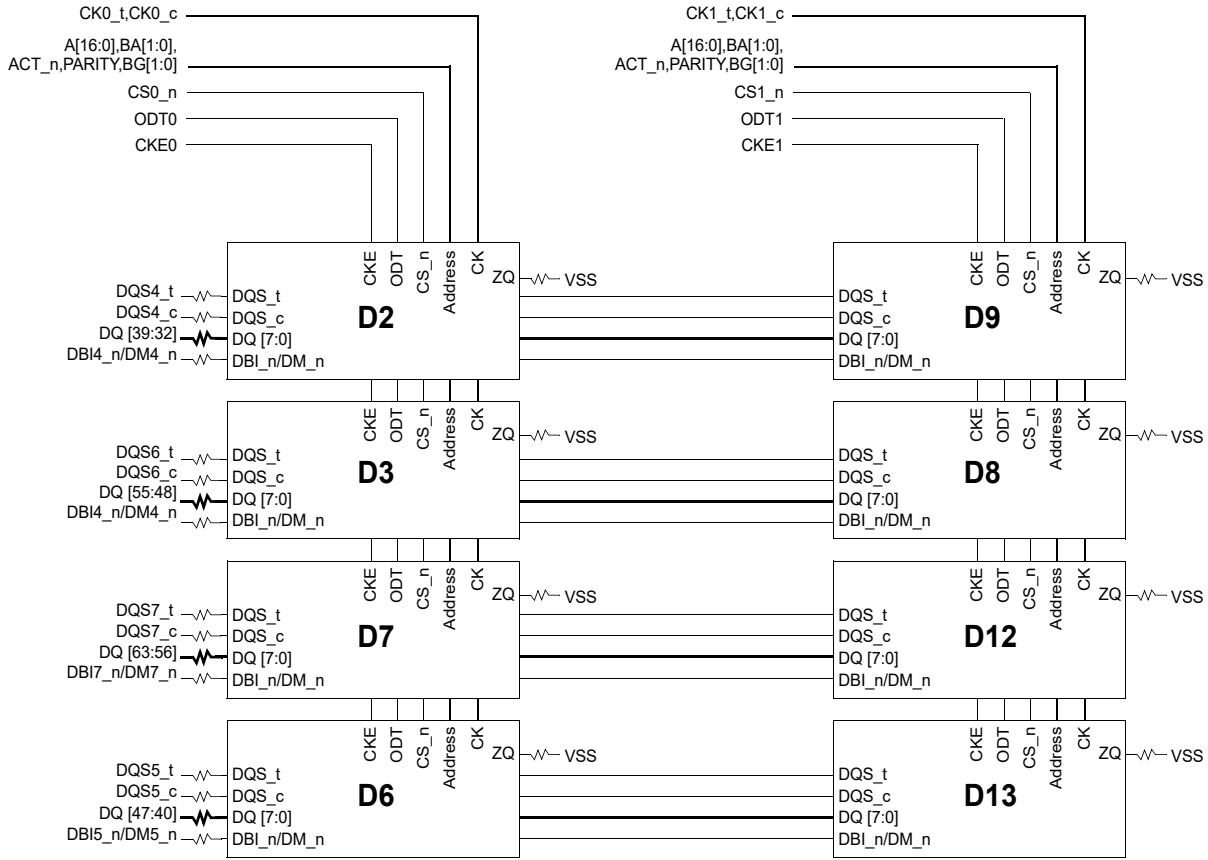 CK0_t,CK0_c
A[16:0],BA[1:0],
ACT_n,PARITY,BG[1:0]
CS0_n
ODT0
CKE0
CK1_t,CK1_c
A[16:0],BA[1:0],
ACT_n,PARITY,BG[1:0]
CS1_n
ODT1
CKE1
DQS4_t
DQS4_c
DQ [39:32]
DBI4_n/DM4_n
CKE
ODT
CS_n
Address
CK
ZQ
VSS
DQS_t
DQS_c
DQ [7:0]
DBI_n/DM_n
D2
CKE
ODT
CS_n
Address
CK
ZQ
VSS
DQS_t
DQS_c
DQ [7:0]
DBI_n/DM_n
D9
DQS6_t
DQS6_c
DQ [55:48]
DBI4_n/DM4_n
CKE
ODT
CS_n
Address
CK
ZQ
VSS
DQS_t
DQS_c
DQ [7:0]
DBI_n/DM_n
D3
CKE
ODT
CS_n
Address
CK
ZQ
VSS
DQS_t
DQS_c
DQ [7:0]
DBI_n/DM_n
D8
DQS7_t
DQS7_c
DQ [63:56]
DBI7_n/DM7_n
CKE
ODT
CS_n
Address
CK
ZQ
VSS
DQS_t
DQS_c
DQ [7:0]
DBI_n/DM_n
D7
CKE
ODT
CS_n
Address
CK
ZQ
VSS
DQS_t
DQS_c
DQ [7:0]
DBI_n/DM_n
D12
DQS5_t
DQS5_c
DQ [47:40]
DBI5_n/DM5_n
CKE
ODT
CS_n
Address
CK
ZQ
VSS
DQS_t
DQS_c
DQ [7:0]
DBI_n/DM_n
D6
CKE
ODT
CS_n
Address
CK
ZQ
VSS
DQS_t
DQS_c
DQ [7:0]
DBI_n/DM_n
D13